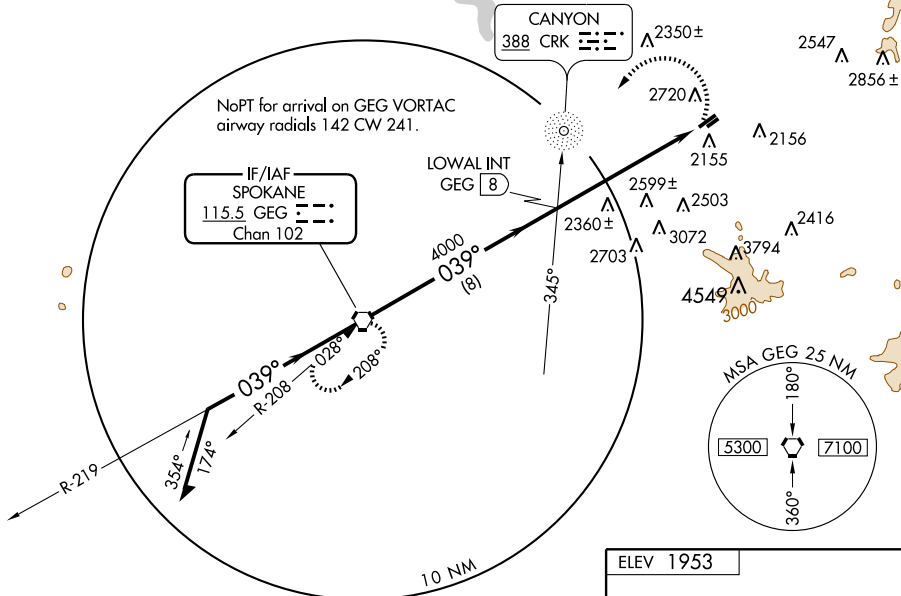 CANYON
388 CRK
2350±
2547
2856±
NoPT for arrival on GEG VORTAC
airway radials 142 CW 241.
2720
2156
2155
LOWAL INT
GEG 8
IF/IAF
SPOKANE
115.5 GEG
Chan 102
2599±
2503
2360±
2416
3072
2703
3794
4000
039°
(8)
345°
4549
3000
028°
208°
039°
R-208
MSA GEG 25 NM
180°
5300
7100
360°
354°
174°
R-219
10 NM
ELEV 1953